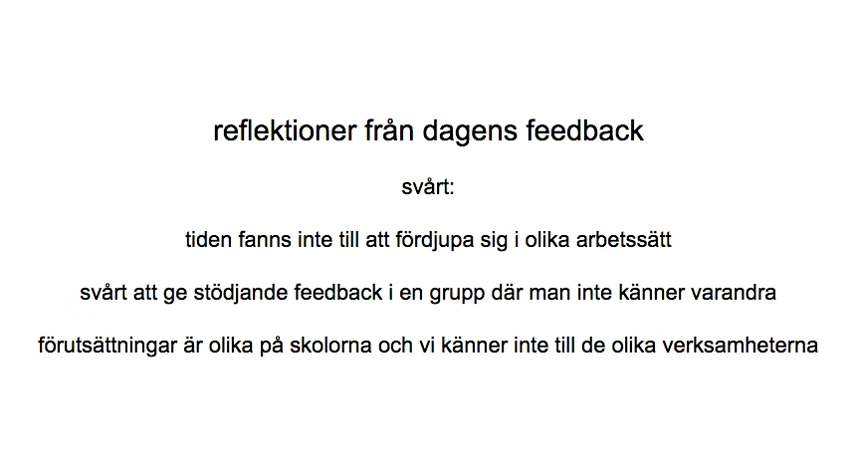 reflektioner från dagens feedback
svårt:
tiden fanns inte till att fördjupa sig i olika arbetssätt
svårt att ge stödjande feedback i en grupp där man inte känner varandra
förutsättningar är olika på skolorna och vi känner inte till de olika verksamheterna